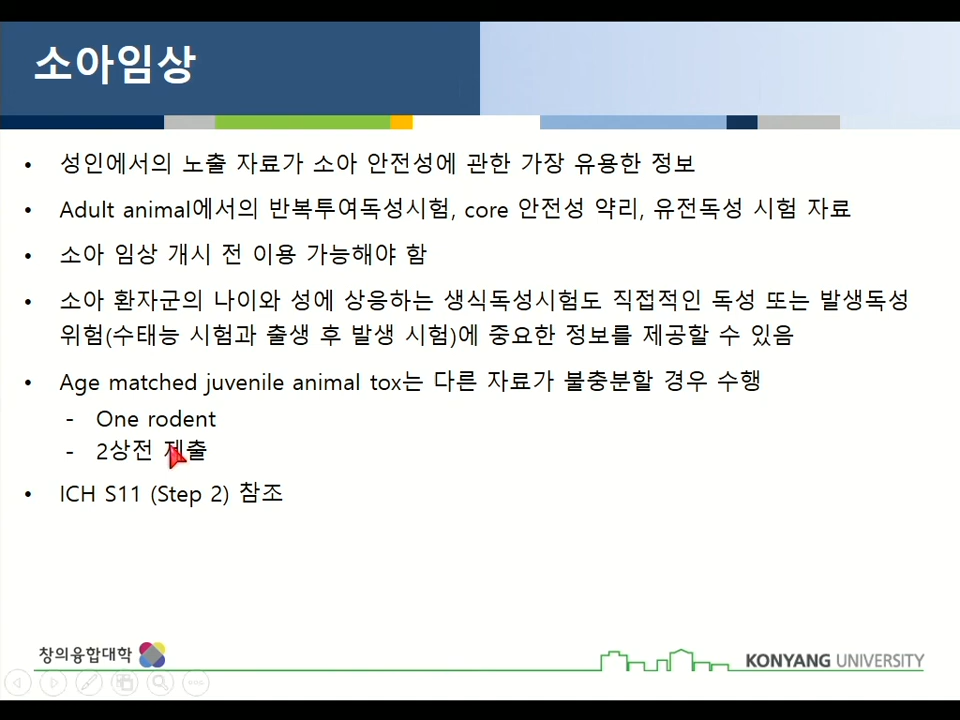 소아임상
• 성인에서의 노출 자료가 소아 안전성에 관한 가장 유용한 정보
• Adult animal에서의 반복투여독성시험, core 안전성 약리, 유전독성 시험 자료
• 소아 임상 개시 전 이용 가능해야 함
• 소아 환자군의 나이와 성에 상응하는 생식독성시험도 직접적인 독성 또는 발생독성
위험(수태능 시험과 출생 후 발생 시험)에 중요한 정보를 제공할 수 있음
• Age matched juvenile animal tox는 다른 자료가 불충분할 경우 수행
- One rodent
- 2상전 제출
• ICH S11 (Step 2) 참조
창의융합대학
KONYANG UNIVERSITY